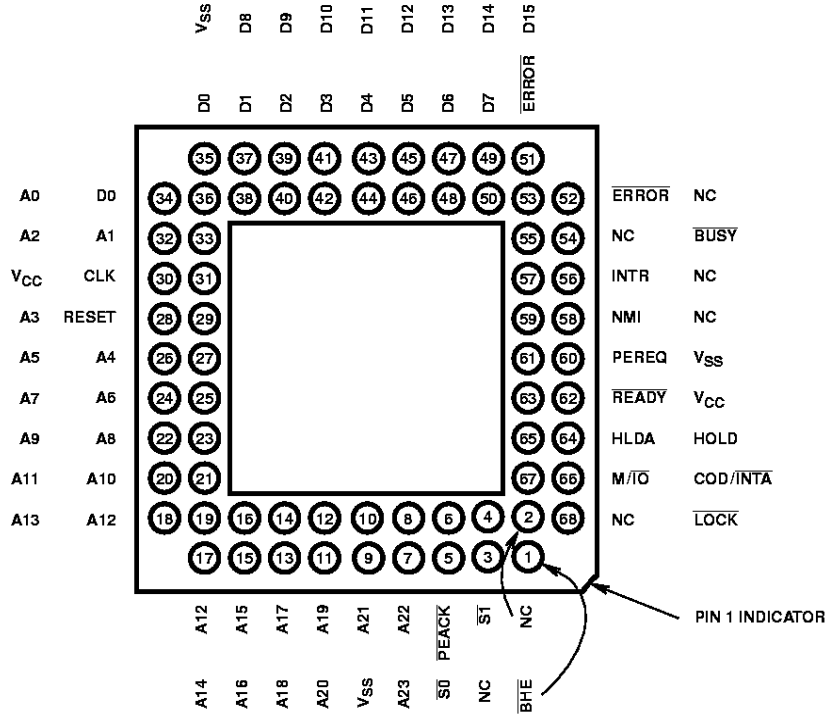 VSS D8 D9 D10 D11 D12 D13 D14 D15
D0 D1 D2 D3 D4 D5 D6 D7 ERROR
35 37 39 41 43 45 47 49 51
A0 D0 34 36 38 40 42 44 46 48 50 53 52 ERROR NC
A2 A1 32 33 55 54 NC BUSY
VCC CLK 30 31 57 56 INTR NC
A3 RESET 28 29 59 58 NMI NC
A5 A4 26 27 61 60 PEREQ VSS
A7 A6 24 25 63 62 READY VCC
A9 A8 22 23 65 64 HLDA HOLD
A11 A10 20 21 67 66 M/IO COD/INTA
A13 A12 18 19 16 14 12 10 8 6 4 2 68 NC LOCK
17 15 13 11 9 7 5 3 1
A12 A15 A17 A19 A21 A22 PEACK S1 NC PIN 1 INDICATOR
A14 A16 A18 A20 VSS A23 S0 NC BHE